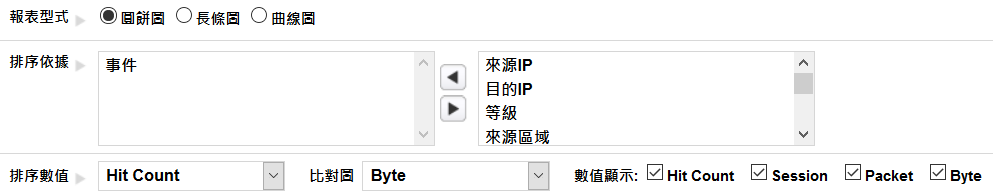 報表型式 圓餅圖 長條圖 曲線圖
排序依據 事件 來源IP
目的IP
等級
來源區域
排序數值 Hit Count 比對圖 Byte 數值顯示: Hit Count Session Packet Byte